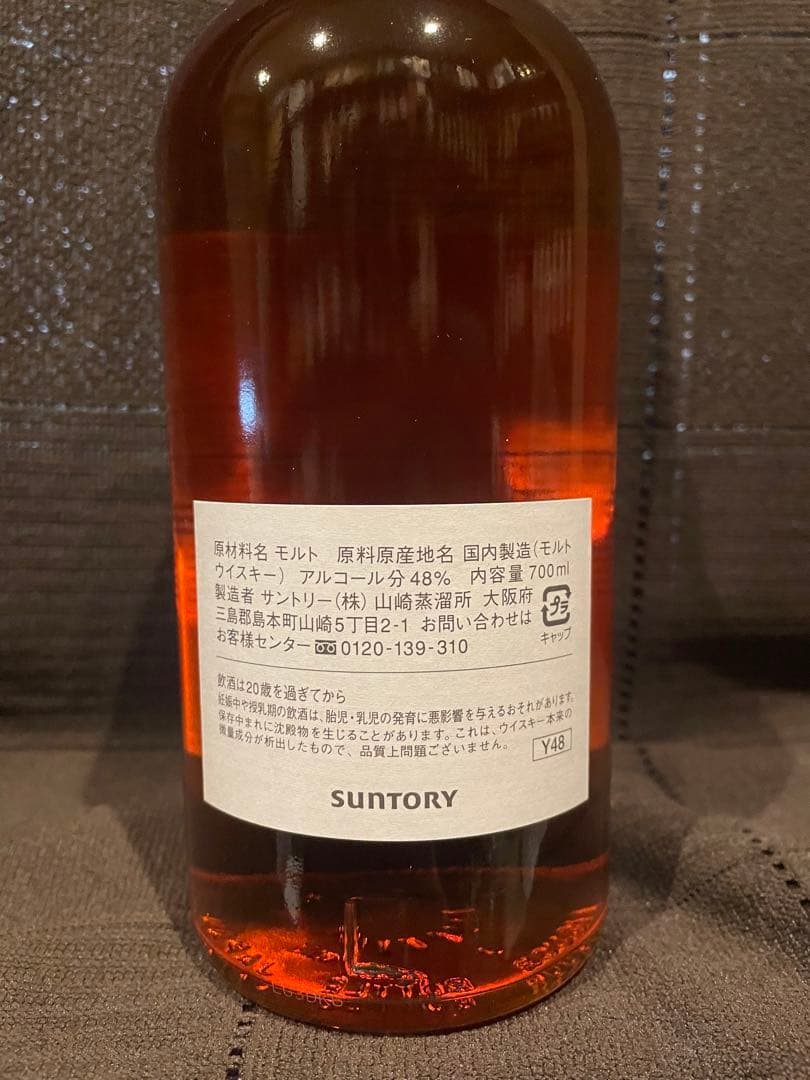 原材料名 モルト　原料原産地名 国内製造（モルト
ウイスキー）　アルコール分 48%　内容量 700ml
製造者 サントリー（株）山崎蒸溜所　大阪府
三島郡島本町山崎5丁目2-1　お問い合わせは
お客様センター 0120-139-310
プラ
キャップ
飲酒は20歳を過ぎてから
妊娠中や授乳期の飲酒は、胎児・乳児の発育に悪影響を与えるおそれがあります。
保存中まれに沈殿物を生じることがあります。これは、ウイスキー本来の
微量成分が析出したもので、品質上問題ございません。
Y48
SUNTORY